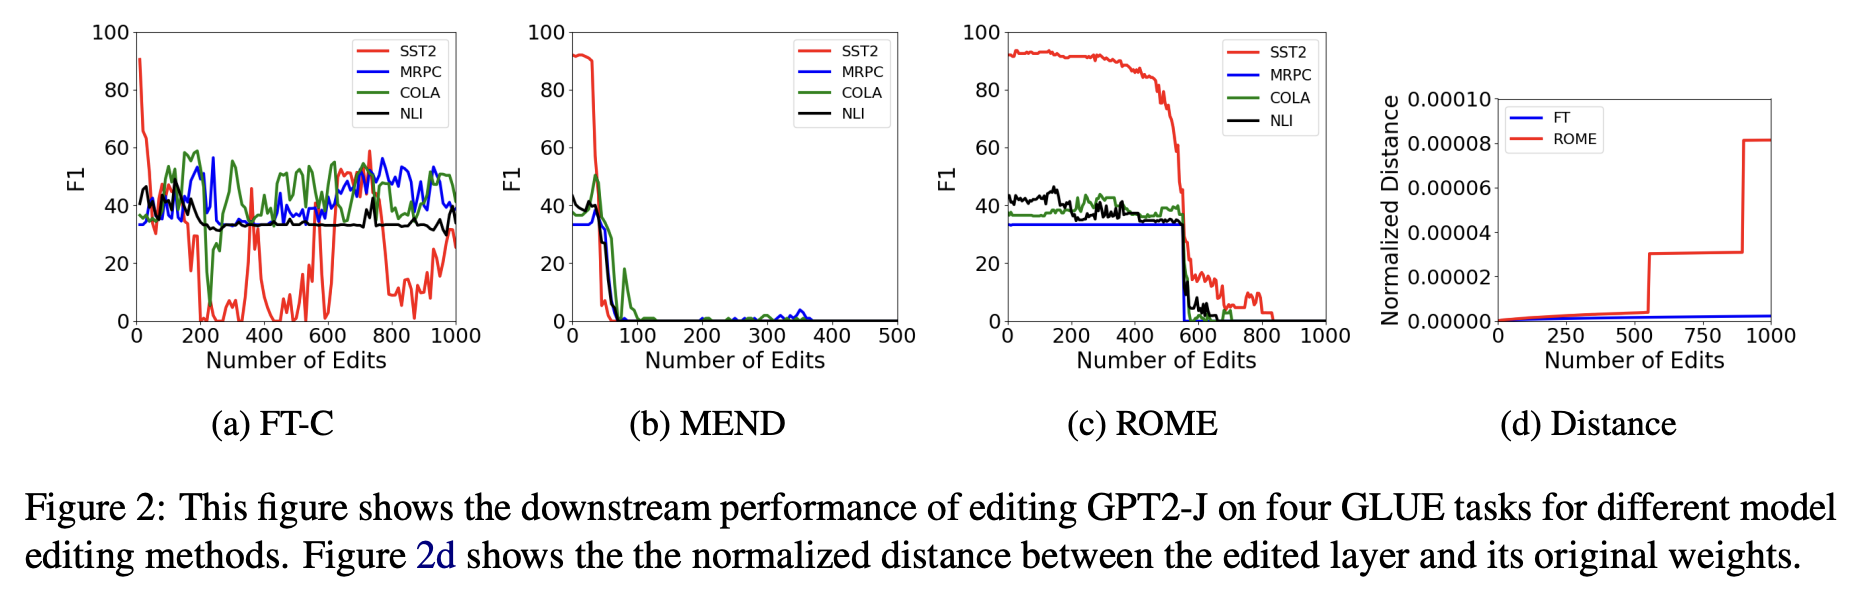 100
80
60
40
20
0
F1
SST2
MRPC
COLA
NLI
0 200 400 600 800 1000
Number of Edits
(a) FT-C
100
80
60
40
20
0
F1
SST2
MRPC
COLA
NLI
0 100 200 300 400 500
Number of Edits
(b) MEND
100
80
60
40
20
0
F1
SST2
MRPC
COLA
NLI
0 200 400 600 800 1000
Number of Edits
(c) ROME
0.00010
0.00008
0.00006
0.00004
0.00002
0.00000
Normalized Distance
FT
ROME
0 250 500 750 1000
Number of Edits
(d) Distance
Figure 2: This figure shows the downstream performance of editing GPT2-J on four GLUE tasks for different model
editing methods. Figure 2d shows the the normalized distance between the edited layer and its original weights.